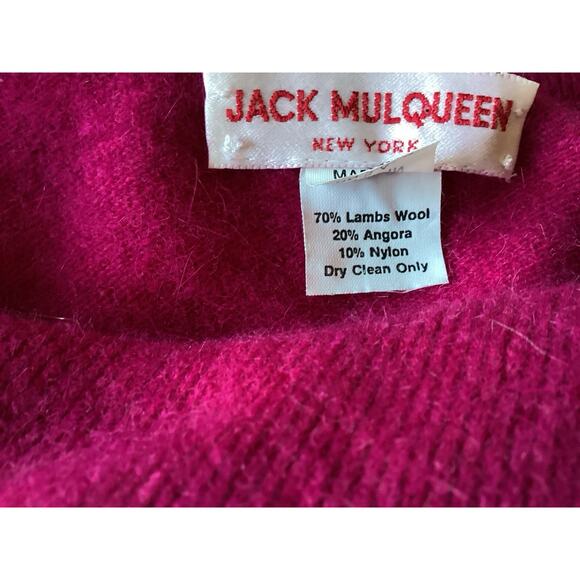 JACK MULQUEEN
NEW YORK
70% Lambs Wool
20% Angora
10% Nylon
Dry Clean Only